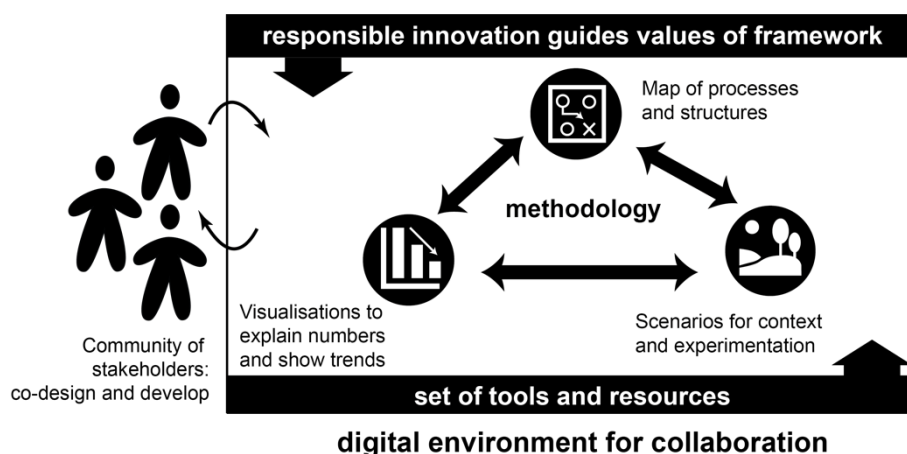 responsible innovation guides values of framework
Map of processes
and structures
methodology
Visualisations to
explain numbers
and show trends
Scenarios for context
and experimentation
Community of
stakeholders:
co-design and develop
set of tools and resources
digital environment for collaboration